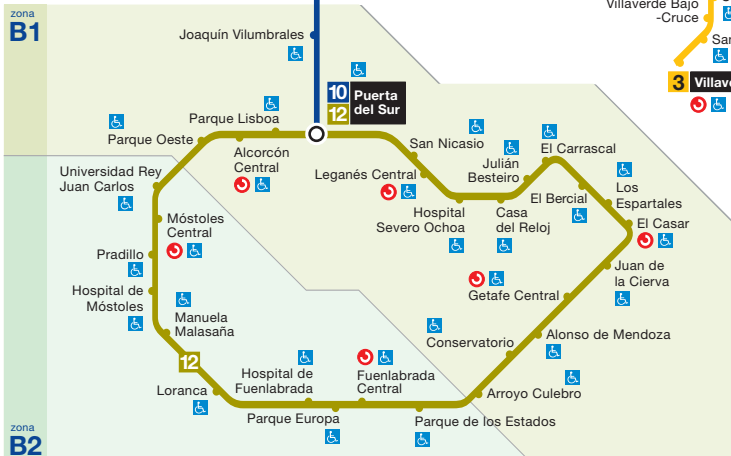 zona
B1
Villaverde Bajo
-Cruce
Joaquín Vilumbrales
3
10
12
Puerta
del Sur
Parque Lisboa
Parque Oeste
Alcorcón
Central
San Nicasio
Leganés Central
Julián
Besteiro
El Carrascal
Universidad Rey
Juan Carlos
Hospital
Severo Ochoa
Casa
del Reloj
El Bercial
Los
Espartales
El Casar
Móstoles
Central
Pradillo
Juan de
la Cierva
Hospital de
Móstoles
Getafe Central
Manuela
Malasaña
Conservatorio
Alonso de Mendoza
12
Loranca
Hospital de
Fuenlabrada
Fuenlabrada
Central
Arroyo Culebro
Parque Europa
Parque de los Estados
zona
B2